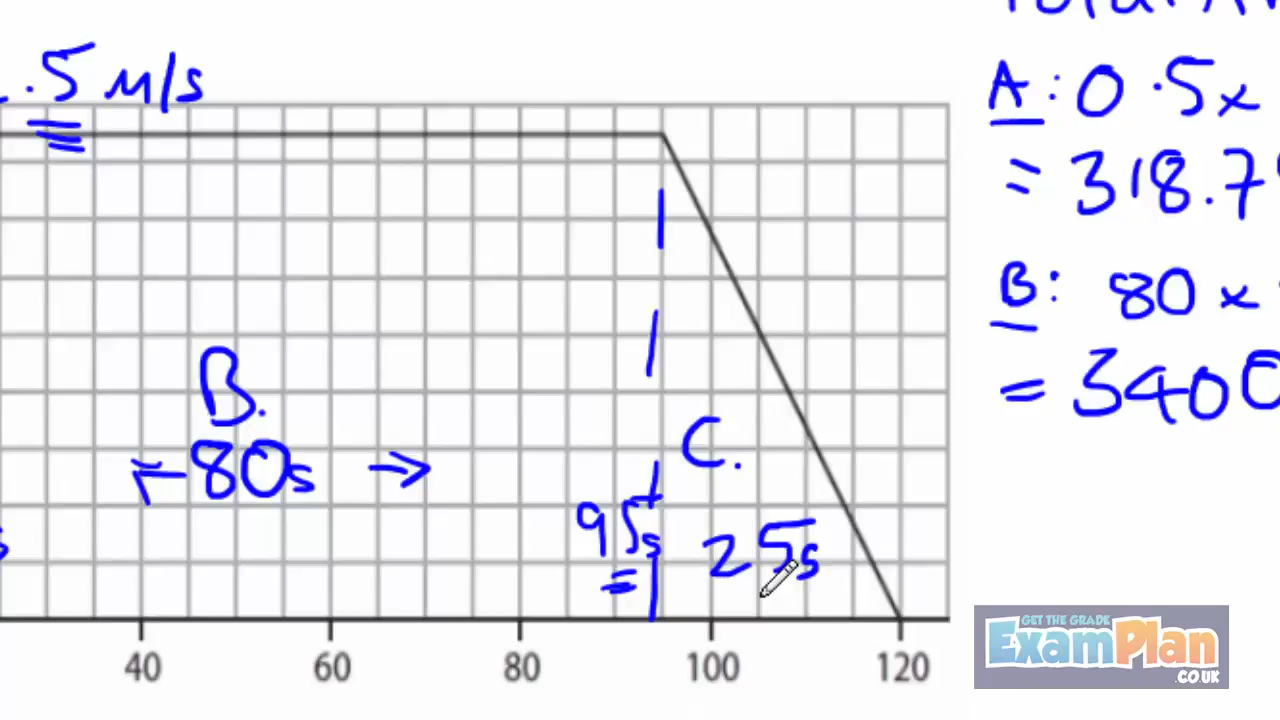 .5 m/s
A: 0.5x
= 318.7
B: 80 x
= 3400
B.
80s
C.
95s
25s
40 60 80 100 120
GET THE GRADE
ExamPlan
.CO.UK